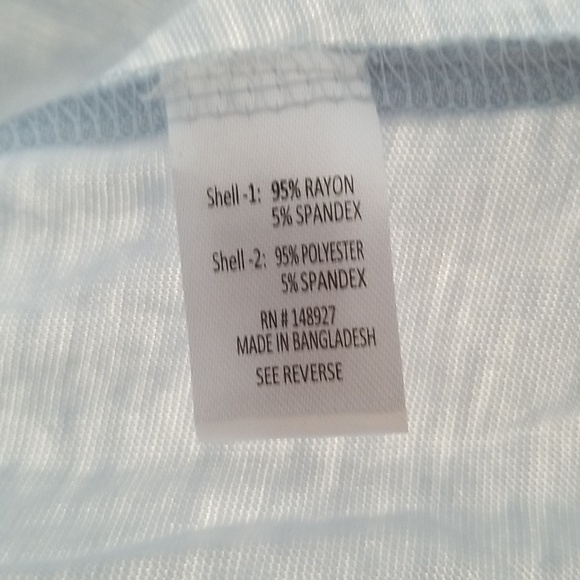 Shell -1: 95% RAYON
5% SPANDEX
Shell -2: 95% POLYESTER
5% SPANDEX
RN # 148927
MADE IN BANGLADESH
SEE REVERSE